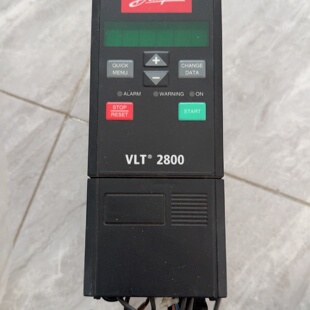 QUICK
MENU
+
-
CHANGE
DATA
ALARM
WARNING
ON
STOP
RESET
START
VLT® 2800